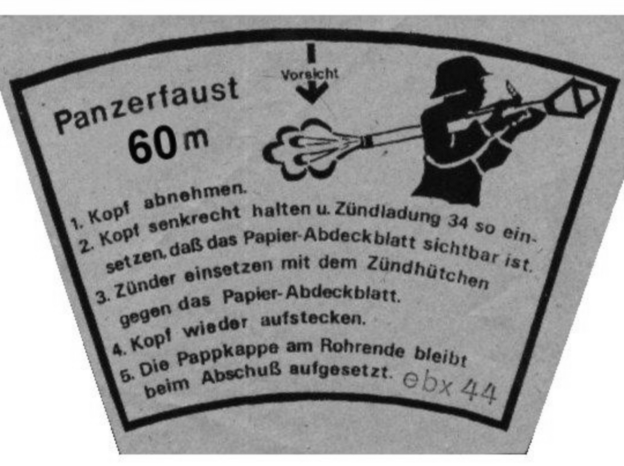 Vorsicht
Panzerfaust
60m
1. Kopf abnehmen.
2. Kopf senkrecht halten u. Zündladung 34 so ein-
setzen, daß das Papier-Abdeckblatt sichtbar ist.
3. Zünder einsetzen mit dem Zündhütchen
gegen das Papier-Abdeckblatt.
4. Kopf wieder aufstecken.
5. Die Pappkappe am Rohrende bleibt
beim Abschuß aufgesetzt. ebx 44